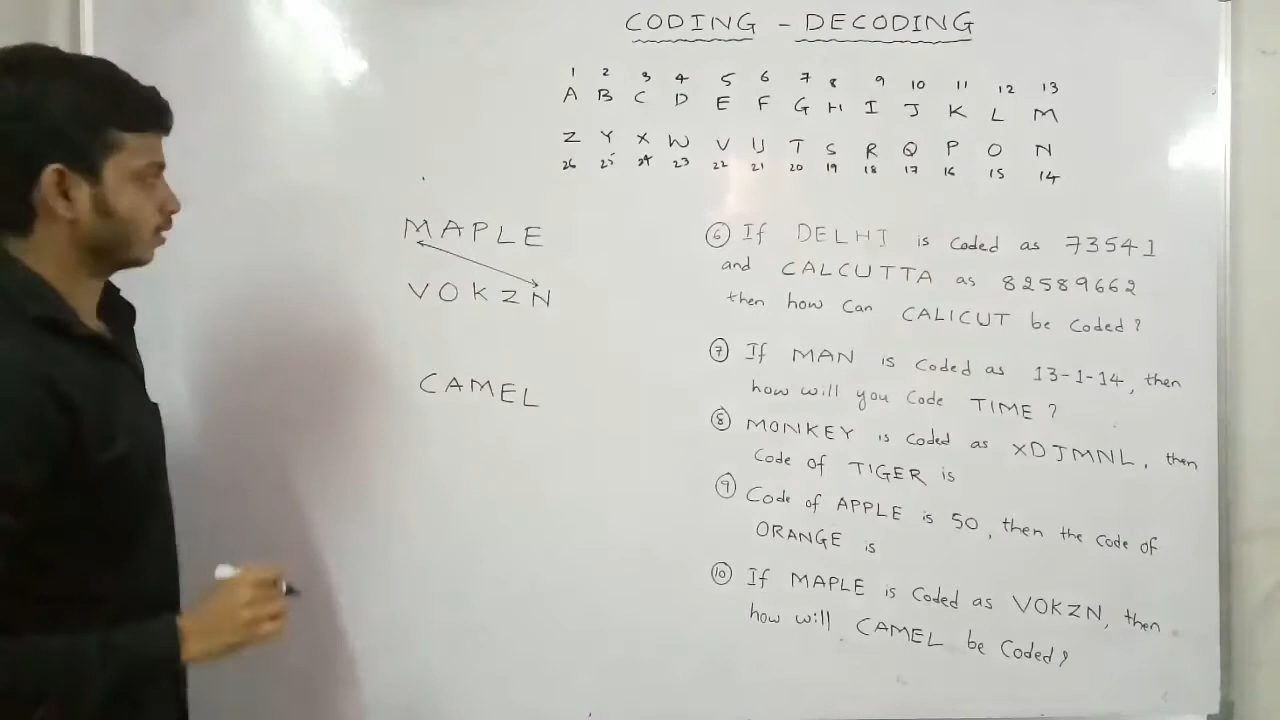 CODING - DECODING
1 2 3 4 5 6 7 8 9 10 11 12 13
A B C D E F G H I J K L M
Z Y X W V U T S R Q P O N
26 25 24 23 22 21 20 19 18 17 16 15 14
MAPLE
VOKZN
CAMEL
⑥ If DELHI is coded as 73541
and CALCUTTA as 82589662
then how can CALICUT be coded?
⑦ If MAN is coded as 13-1-14, then
how will you code TIME?
⑧ MONKEY is coded as XDJMNL, then
code of TIGER is
⑨ Code of APPLE is 50, then the code of
ORANGE is
⑩ If MAPLE is coded as VOKZN, then
how will CAMEL be coded?